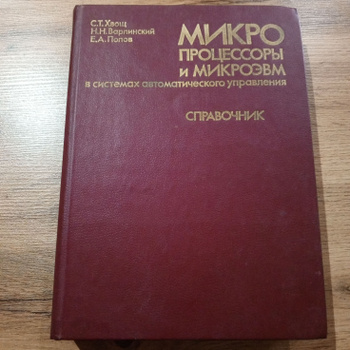 С.Т. Хвощ
Н.Н. Варлинский
Е.А. Попов
МИКРО
ПРОЦЕССОРЫ
И МИКРОЭВМ
в системах автоматического управления
СПРАВОЧНИК